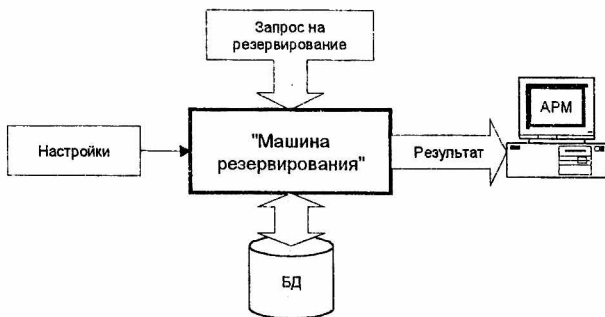 Запрос на
резервирование
АРМ
Настройки
"Машина
резервирования"
Результат
БД